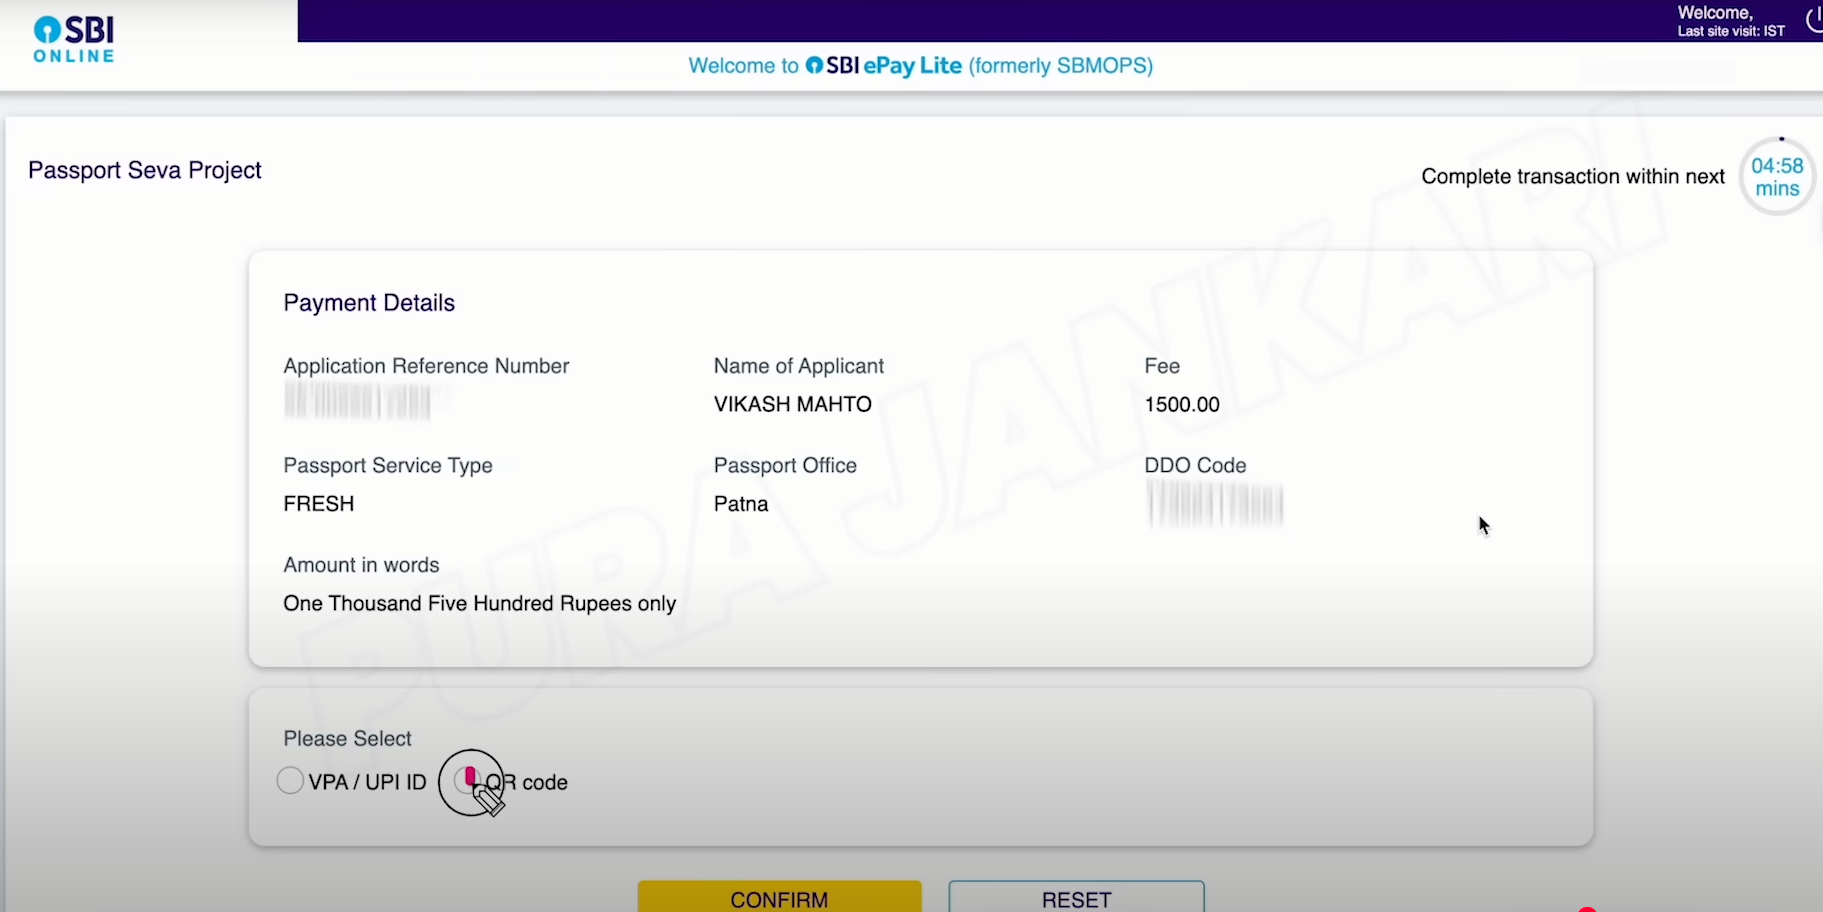 SBI
ONLINE
Welcome,
Last site visit: IST
Welcome to SBI ePay Lite (formerly SBMOPS)
Passport Seva Project
Complete transaction within next
04:58
mins
Payment Details
Application Reference Number
Name of Applicant
Fee
VIKASH MAHTO
1500.00
Passport Service Type
Passport Office
DDO Code
FRESH
Patna
Amount in words
One Thousand Five Hundred Rupees only
PURA JANKARI
Please Select
VPA / UPI ID
QR code
CONFIRM
RESET